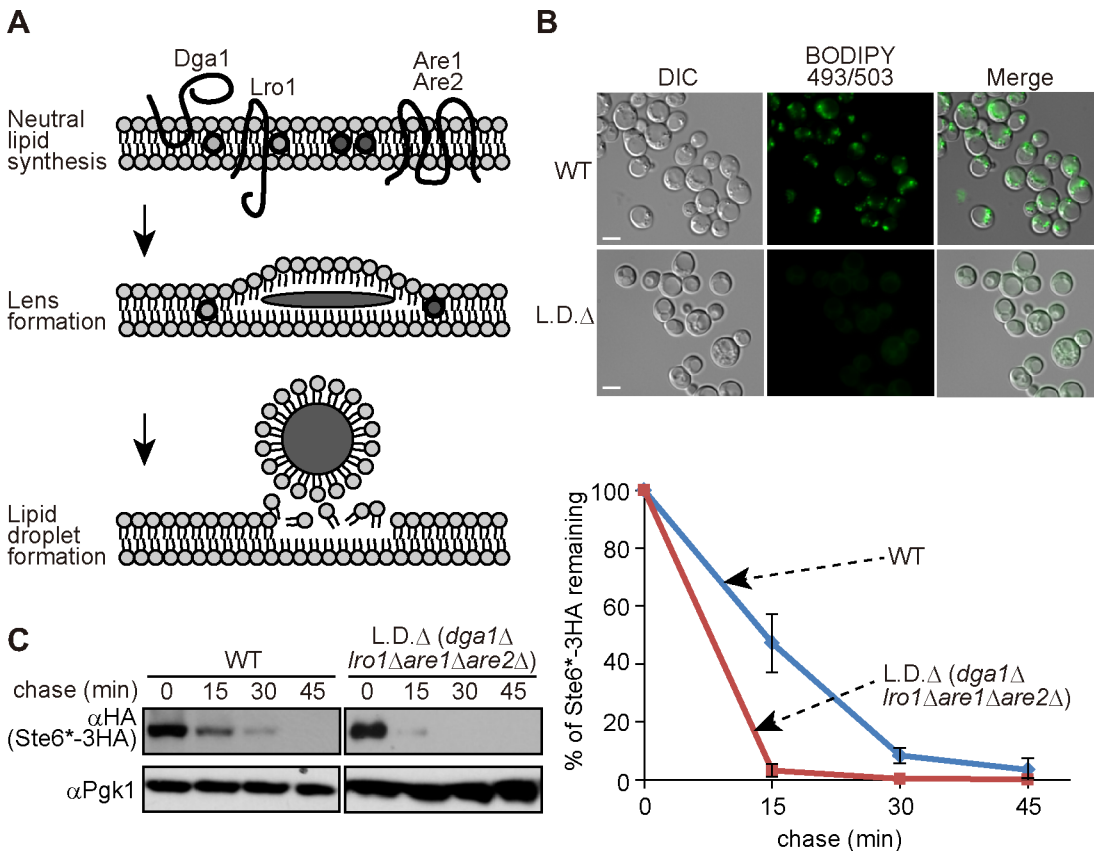 A
Dga1
Lro1
Are1
Are2
Neutral
lipid
synthesis
Lens
formation
Lipid
droplet
formation
B
BODIPY
DIC
493/503
Merge
WT
L.D.Δ
C
WT
L.D.Δ (dga1Δ
lro1Δare1Δare2Δ)
chase (min)
0 15 30 45
0 15 30 45
αHA
(Ste6*-3HA)
αPgk1
% of Ste6*-3HA remaining
100
80
60
40
20
0
WT
L.D.Δ (dga1Δ
lro1Δare1Δare2Δ)
0 15 30 45
chase (min)